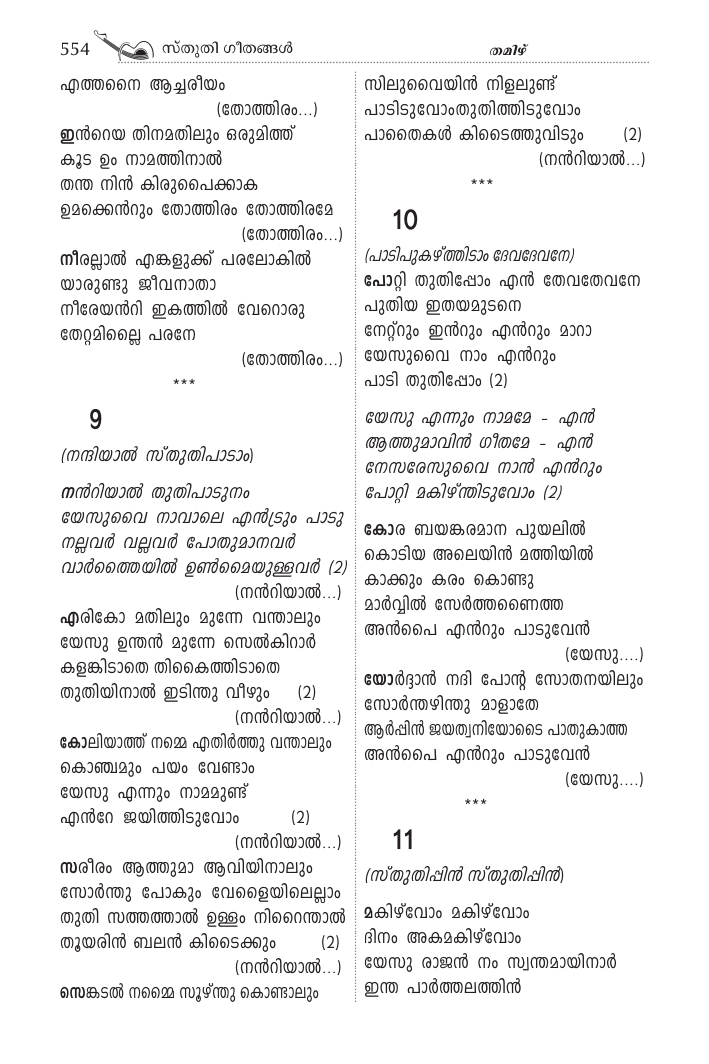 554 സ്തുതി ഗീതങ്ങൾ
തമിഴ്
എത്തനൈ ആച്ചരീയം
(തോത്തിരം...)
ഇൻറെയ തിനമതിലും ഒരുമിത്ത്
കൂട ഉം നാമത്തിനാൽ
തന്ത നിൻ കിരുപൈക്കാക
ഉമക്കെൻറും തോത്തിരം തോത്തിരമേ
(തോത്തിരം...)
നീരല്ലാൽ എങ്കളുക്ക് പരലോകിൽ
യാരുണ്ടു ജീവനാതാ
നീരേയൻറി ഇകത്തിൽ വേറൊരു
തേറ്റമില്ലൈ പരനേ
(തോത്തിരം...)
***
9
(നന്ദിയാൽ സ്തുതിപാടാം)
നൻറിയാൽ തുതിപാടുനം
യേസുവൈ നാവാലെ എൻട്രും പാടു
നല്ലവർ വല്ലവർ പോതുമാനവർ
വാർത്തൈയിൽ ഉൺമൈയുള്ളവർ (2)
(നൻറിയാൽ...)
എരികോ മതിലും മുന്നേ വന്താലും
യേസു ഉന്തൻ മുന്നേ സെൽകിറാർ
കളങ്കിടാതെ തികൈത്തിടാതെ
തുതിയിനാൽ ഇടിന്തു വീഴും (2)
(നൻറിയാൽ...)
കോലിയാത്ത് നമ്മെ എതിർത്തു വന്താലും
കൊഞ്ചമും പയം വേണ്ടാം
യേസു എന്നും നാമമുണ്ട്
എൻറേ ജയിത്തിടുവോം (2)
(നൻറിയാൽ...)
സരീരം ആത്തുമാ ആവിയിനാലും
സോർന്തു പോകും വേളൈയിലെല്ലാം
തുതി സത്തത്താൽ ഉള്ളം നിറൈന്താൽ
തൂയരിൻ ബലൻ കിടൈക്കും (2)
(നൻറിയാൽ...)
സെങ്കടൽ നമ്മൈ സൂഴ്ന്തു കൊണ്ടാലും
സിലുവൈയിൻ നിളലുണ്ട്
പാടിടുവോംതുതിത്തിടുവോം
പാതൈകൾ കിടൈത്തുവിടും (2)
(നൻറിയാൽ...)
***
10
(പാടിപുകഴ്ത്തിടാം ദേവദേവനേ)
പോറ്റി തുതിപ്പോം എൻ തേവതേവനേ
പുതിയ ഇതയമുടനെ
നേറ്റ്റും ഇൻറും എൻറും മാറാ
യേസുവൈ നാം എൻറും
പാടി തുതിപ്പോം (2)
യേസു എന്നും നാമമേ – എൻ
ആത്തുമാവിൻ ഗീതമേ – എൻ
നേസരേസുവൈ നാൻ എൻറും
പോറ്റി മകിഴ്ന്തിടുവോം (2)
കോര ബയങ്കരമാന പുയലിൽ
കൊടിയ അലെയിൻ മത്തിയിൽ
കാക്കും കരം കൊണ്ടു
മാർവ്വിൽ സേർത്തണൈത്ത
അൻപൈ എൻറും പാടുവേൻ
(യേസു....)
യോർദ്ദാൻ നദി പോന്റ സോതനയിലും
സോർന്തഴിന്തു മാളാതേ
ആർപ്പിൻ ജയത്വനിയോടൈ പാതുകാത്ത
അൻപൈ എൻറും പാടുവേൻ
(യേസു....)
***
11
(സ്തുതിപ്പിൻ സ്തുതിപ്പിൻ)
മകിഴ്വോം മകിഴ്വോം
ദിനം അകമകിഴ്വോം
യേസു രാജൻ നം സ്വന്തമായിനാർ
ഇന്ത പാർത്തലത്തിൻ